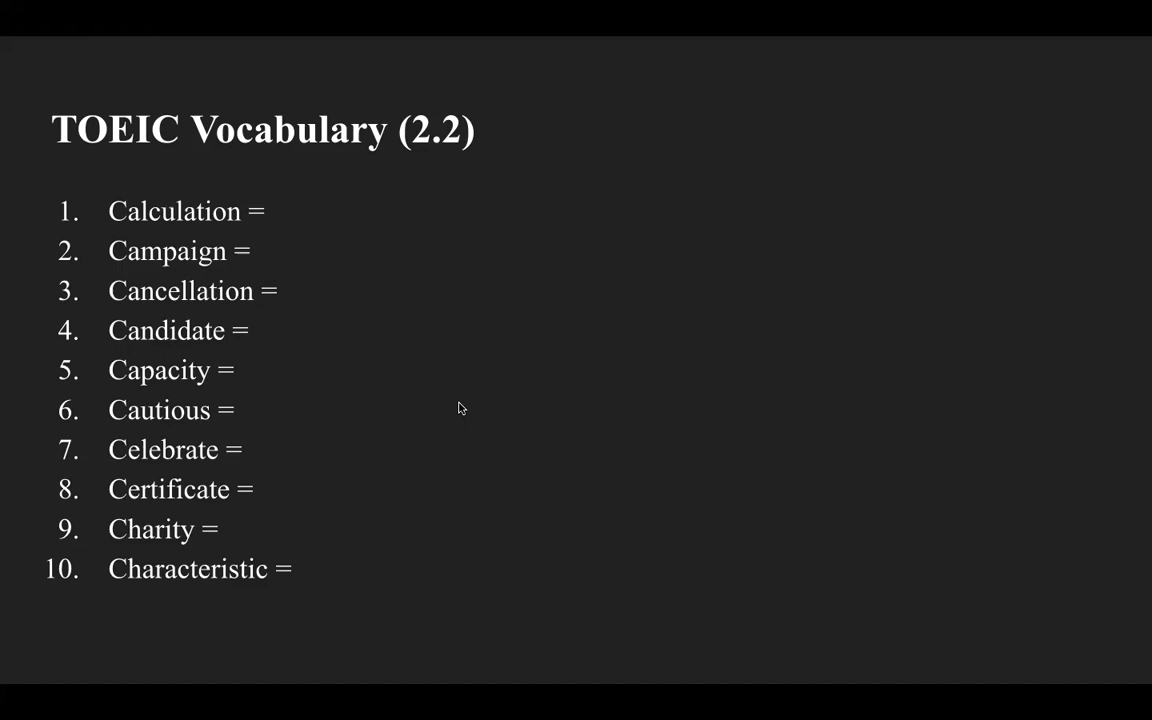 TOEIC Vocabulary (2.2)
1. Calculation =
2. Campaign =
3. Cancellation =
4. Candidate =
5. Capacity =
6. Cautious =
7. Celebrate =
8. Certificate =
9. Charity =
10. Characteristic =